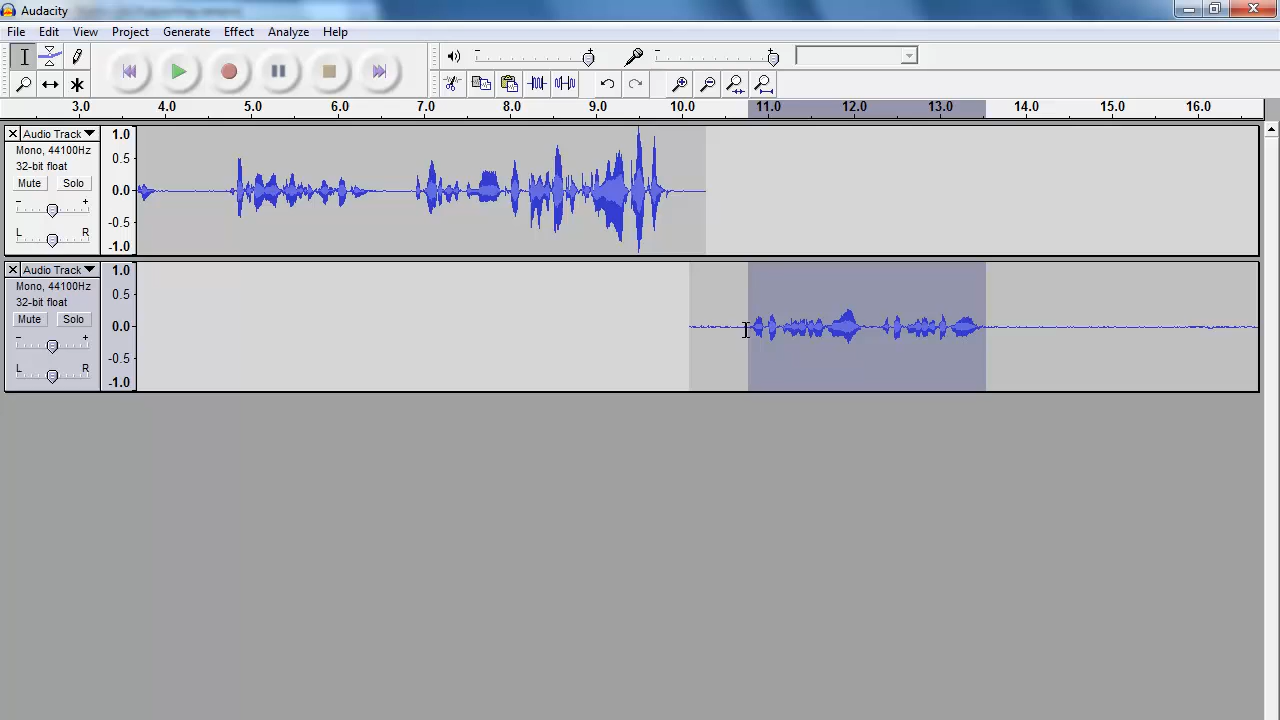 Audacity
File Edit View Project Generate Effect Analyze Help
3.0 4.0 5.0 6.0 7.0 8.0 9.0 10.0 11.0 12.0 13.0 14.0 15.0 16.0
Audio Track
Mono, 44100Hz
32-bit float
Mute Solo
- +
L R
1.0
0.5
0.0
-0.5
-1.0
Audio Track
Mono, 44100Hz
32-bit float
Mute Solo
- +
L R
1.0
0.5
0.0
-0.5
-1.0